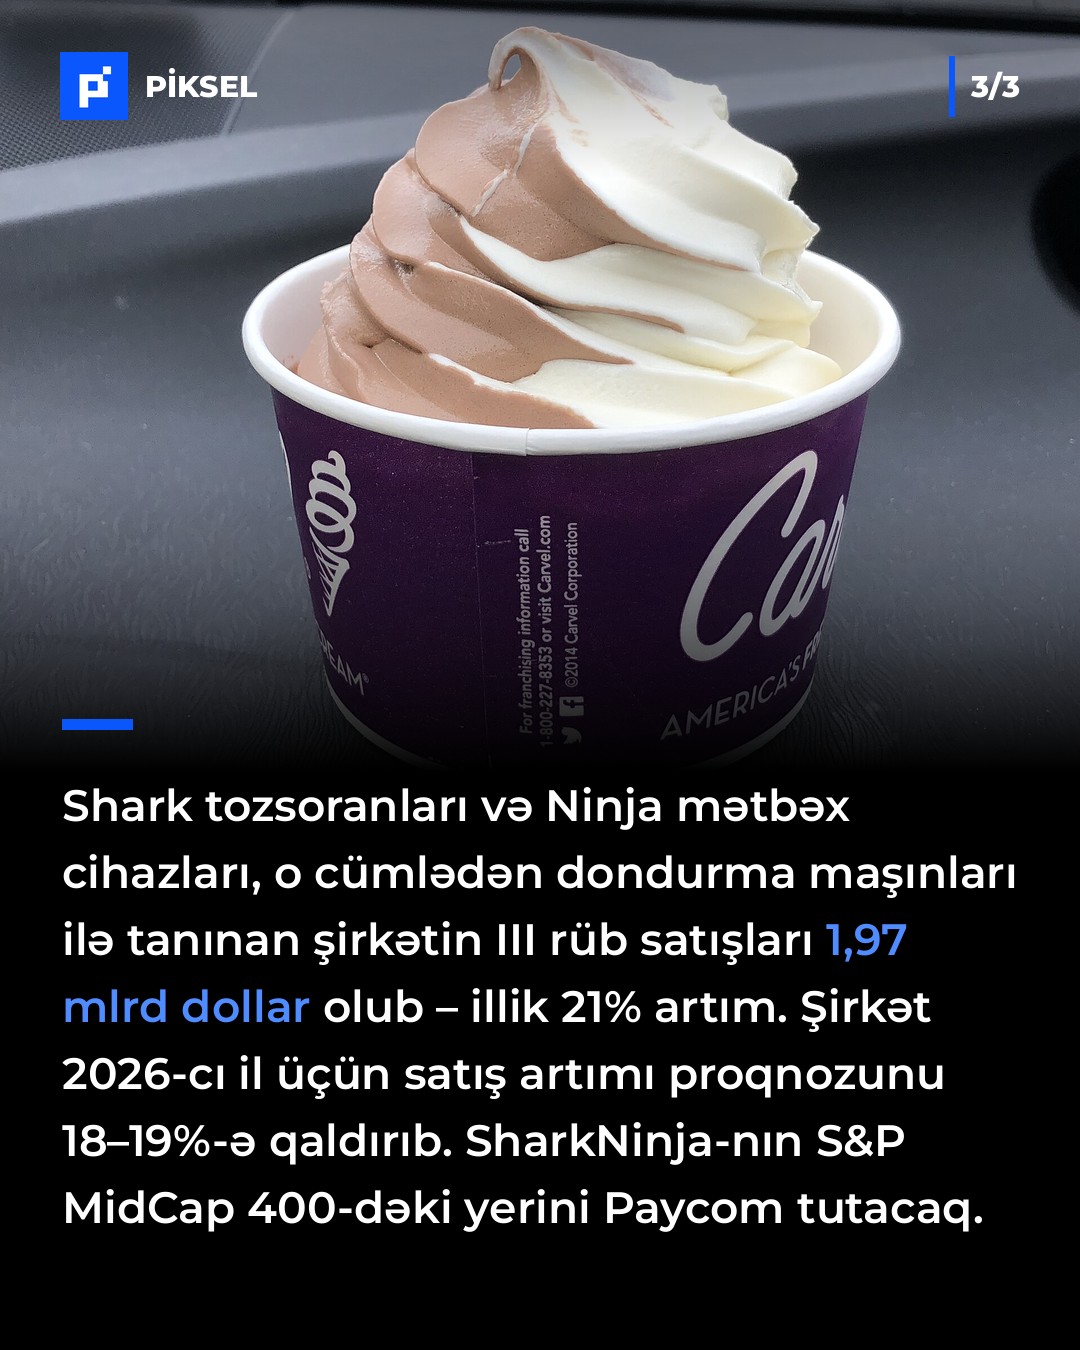 PİKSEL
3/3
For franchising information call
1-800-227-8353 or visit Carvel.com
©2014 Carvel Corporation
AMERICA'S
Shark tozsoranları və Ninja mətbəx
cihazları, o cümlədən dondurma maşınları
ilə tanınan şirkətin III rüb satışları 1,97
mlrd dollar olub – illik 21% artım. Şirkət
2026-cı il üçün satış artımı proqnozunu
18–19%-ə qaldırıb. SharkNinja-nın S&P
MidCap 400-dəki yerini Paycom tutacaq.